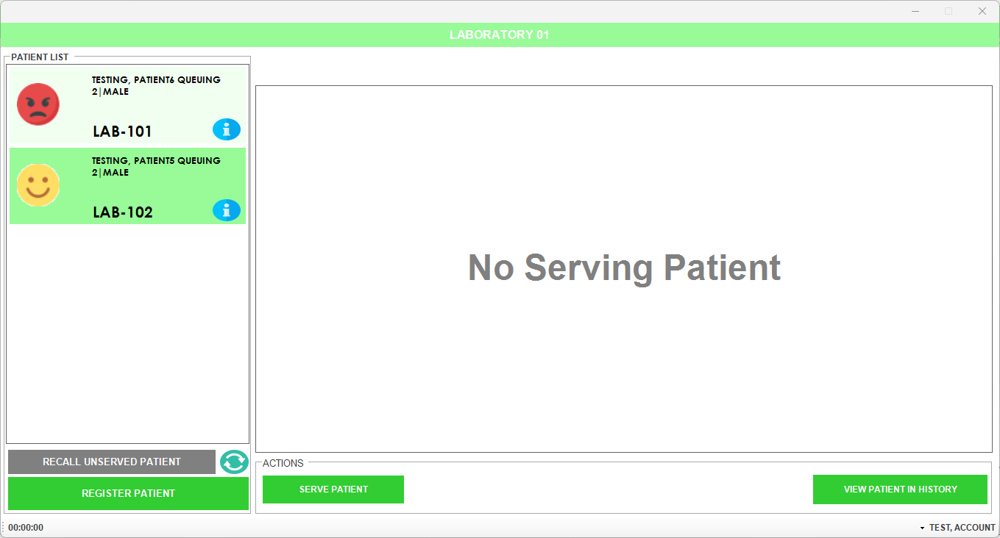 LABORATORY 01
PATIENT LIST
TESTING, PATIENT6 QUEUING
2|MALE
LAB-101
i
TESTING, PATIENT5 QUEUING
2|MALE
LAB-102
i
No Serving Patient
RECALL UNSERVED PATIENT
REGISTER PATIENT
ACTIONS
SERVE PATIENT
VIEW PATIENT IN HISTORY
00:00:00
TEST, ACCOUNT